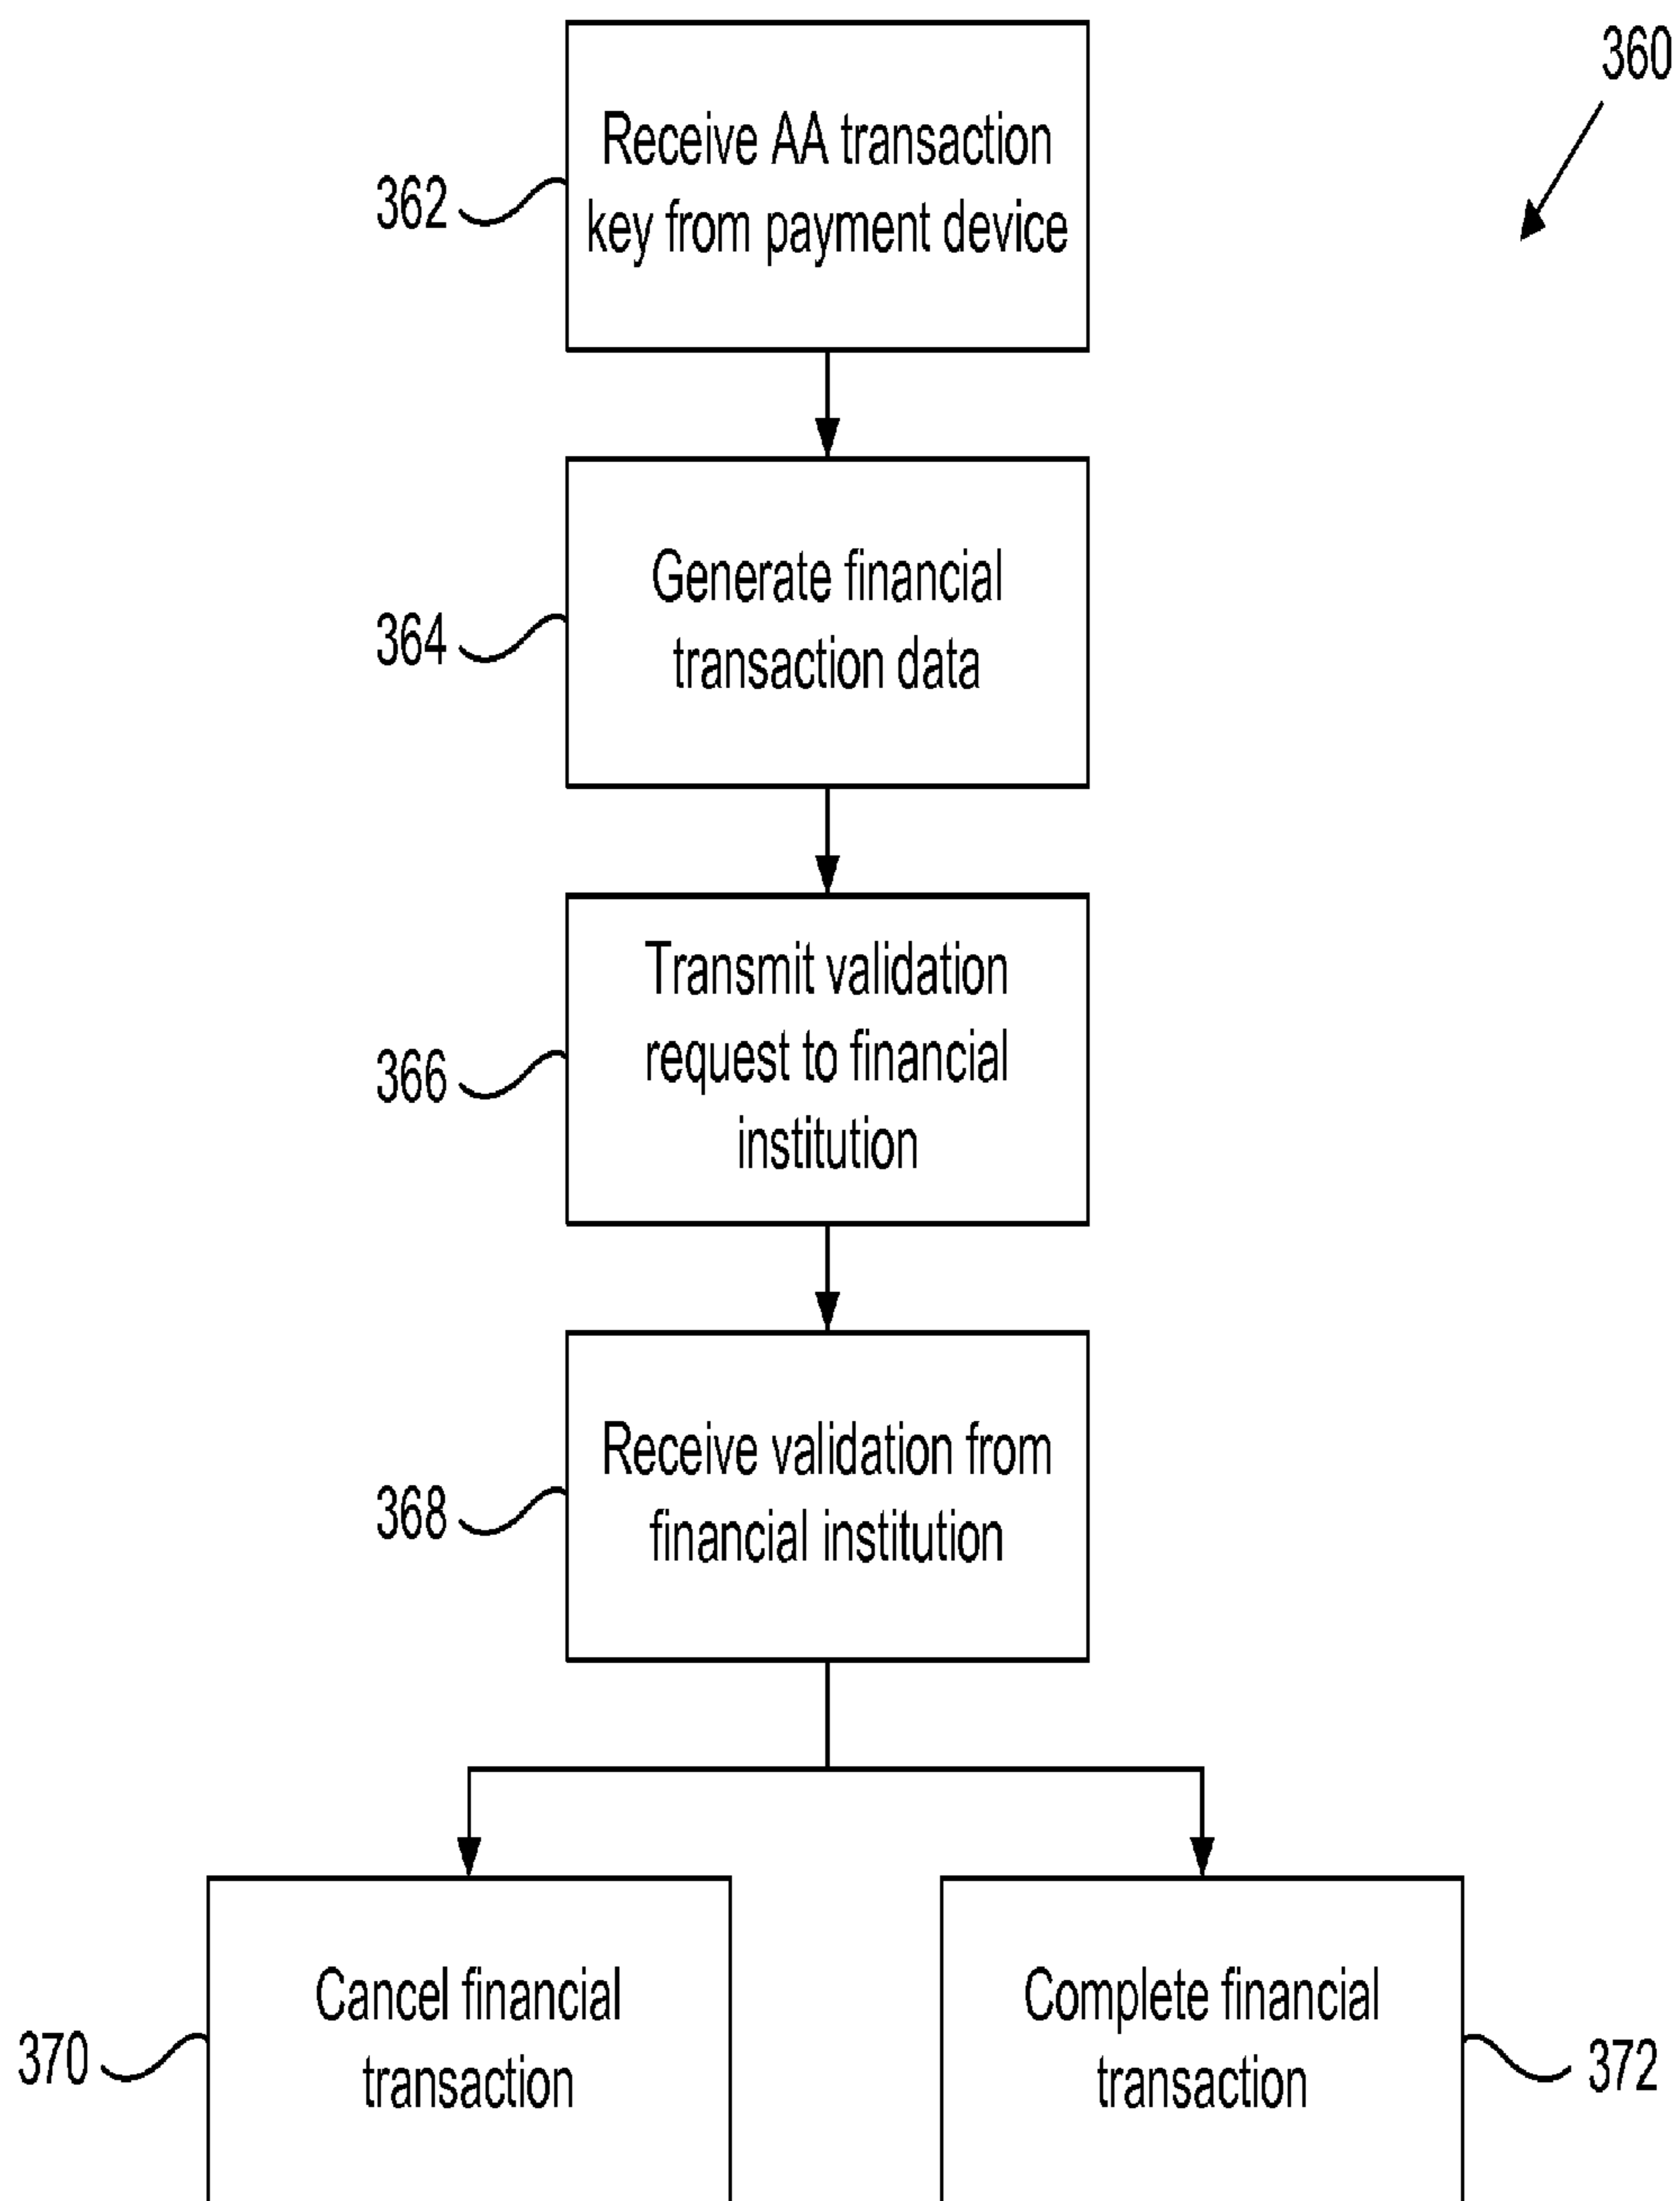 360
Receive AA transaction
key from payment device
362
Generate financial
transaction data
364
Transmit validation
request to financial
institution
366
Receive validation from
financial institution
368
Cancel financial
transaction
370
Complete financial
transaction
372